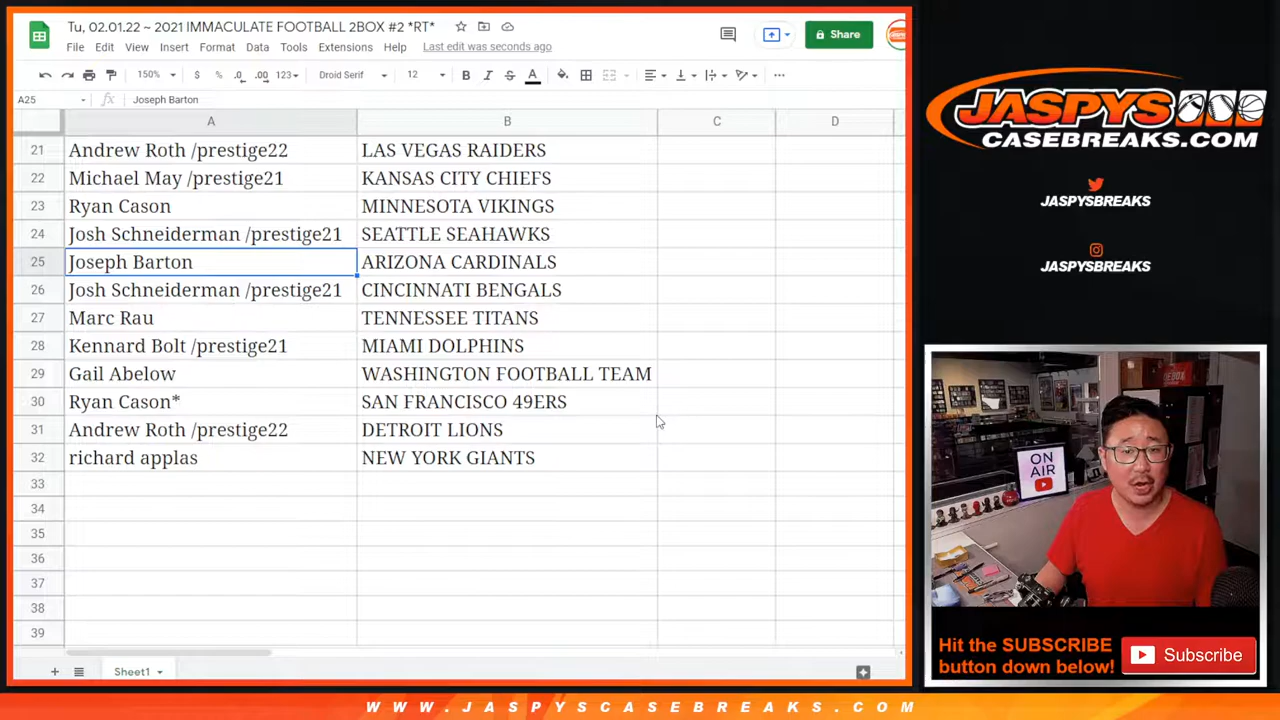 Tu, 02.01.22 ~ 2021 IMMACULATE FOOTBALL 2BOX #2 *RT*
File Edit View Insert Format Data Tools Extensions Help Last edit was seconds ago
Share
150% $ % .0 .00 123 Droid Serif 12 B I S A
A25 fx Joseph Barton
A B C D
21 Andrew Roth /prestige22 LAS VEGAS RAIDERS
22 Michael May /prestige21 KANSAS CITY CHIEFS
23 Ryan Cason MINNESOTA VIKINGS
24 Josh Schneiderman /prestige21 SEATTLE SEAHAWKS
25 Joseph Barton ARIZONA CARDINALS
26 Josh Schneiderman /prestige21 CINCINNATI BENGALS
27 Marc Rau TENNESSEE TITANS
28 Kennard Bolt /prestige21 MIAMI DOLPHINS
29 Gail Abelow WASHINGTON FOOTBALL TEAM
30 Ryan Cason* SAN FRANCISCO 49ERS
31 Andrew Roth /prestige22 DETROIT LIONS
32 richard applas NEW YORK GIANTS
33
34
35
36
37
38
39
Sheet1
JASPYS
CASEBREAKS.COM
JASPYSBREAKS
JASPYSBREAKS
ON
AIR
Hit the SUBSCRIBE
button down below!
Subscribe
WWW.JASPYSCASEBREAKS.COM